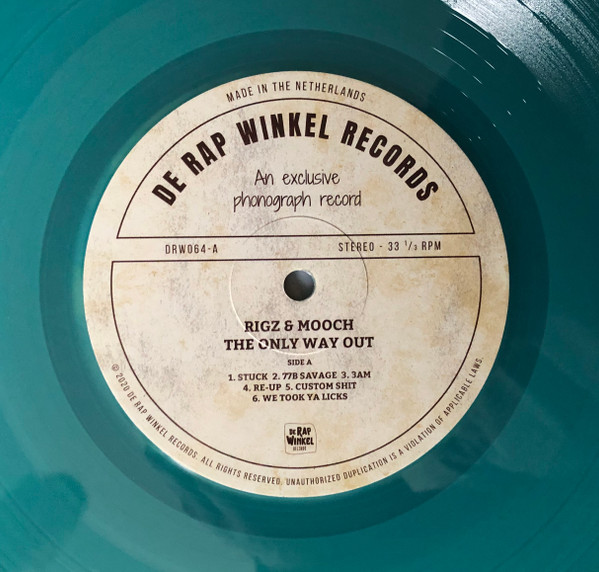 MADE IN THE NETHERLANDS
DE RAP WINKEL RECORDS
An exclusive
phonograph record
DRW064-A
STEREO - 33 1/3 RPM
RIGZ & MOOCH
THE ONLY WAY OUT
SIDE A
1. STUCK 2. 77B SAVAGE 3. 3AM
4. RE-UP 5. CUSTOM SHIT
6. WE TOOK YA LICKS
DE RAP
WINKEL
RECORDS
© 2020 DE RAP WINKEL RECORDS. ALL RIGHTS RESERVED. UNAUTHORIZED DUPLICATION IS A VIOLATION OF APPLICABLE LAWS.